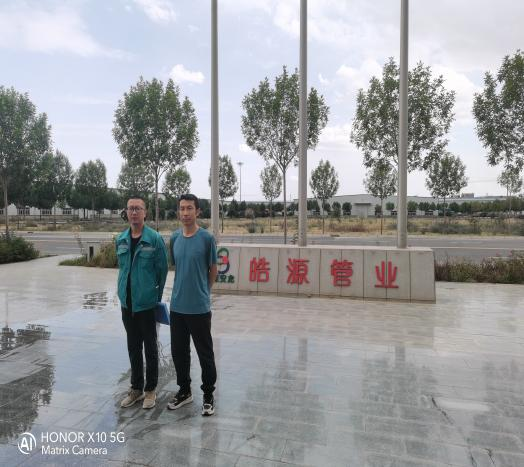 皓源管业
HONOR X10 5G
Matrix Camera